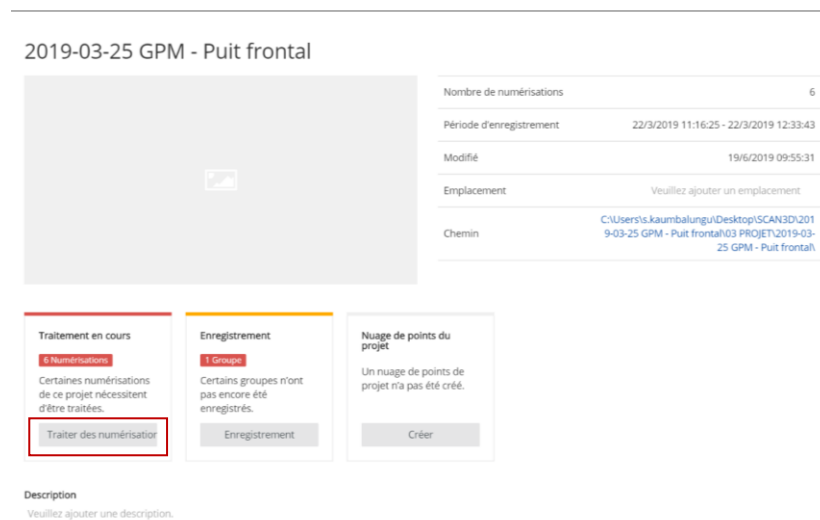 2019-03-25 GPM - Puit frontal
Nombre de numérisations 6
Période d'enregistrement 22/3/2019 11:16:25 - 22/3/2019 12:33:43
Modifié 19/6/2019 09:55:31
Emplacement Veuillez ajouter un emplacement
Chemin C:\Users\s.kaumbalungu\Desktop\SCAN3D\201
9-03-25 GPM - Puit frontal\03 PROJET\2019-03-
25 GPM - Puit frontal\
Traitement en cours
6 Numérisations
Certaines numérisations
de ce projet nécessitent
d'être traitées.
Traiter des numérisation
Enregistrement
1 Groupe
Certains groupes n'ont
pas encore été
enregistrés.
Enregistrement
Nuage de points du
projet
Un nuage de points de
projet n'a pas été créé.
Créer
Description
Veuillez ajouter une description.